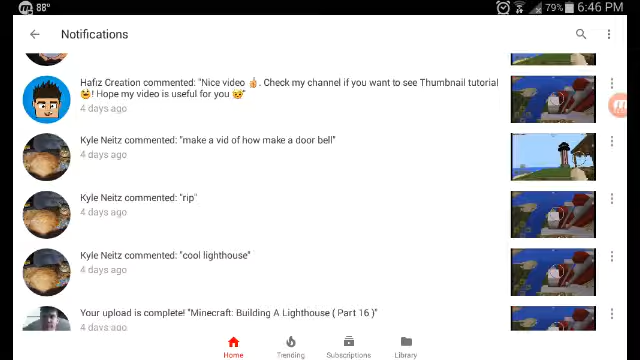 88°
79%
6:46 PM
Notifications
Hafiz Creation commented: "Nice video ☝. Check my channel if you want to see Thumbnail tutorial
😄! Hope my video is useful for you 😉"
4 days ago
Kyle Neitz commented: "make a vid of how make a door bell"
4 days ago
Kyle Neitz commented: "rip"
4 days ago
Kyle Neitz commented: "cool lighthouse"
4 days ago
Your upload is complete! "Minecraft: Building A Lighthouse ( Part 16 )"
4 days ago
Home
Trending
Subscriptions
Library